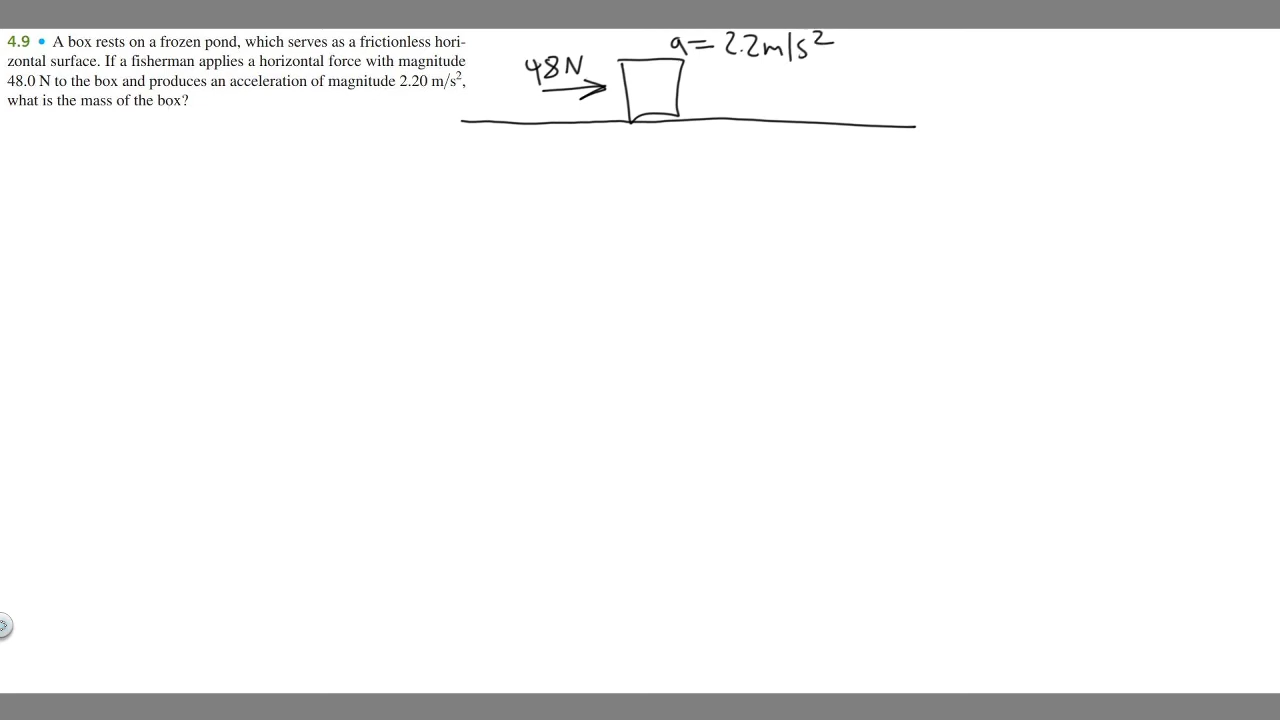 4.9 • A box rests on a frozen pond, which serves as a frictionless hori-
zontal surface. If a fisherman applies a horizontal force with magnitude
48.0 N to the box and produces an acceleration of magnitude 2.20 m/s²,
what is the mass of the box?
a = 2.2m/s²
48N